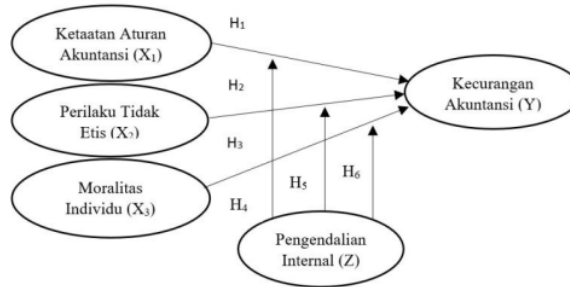 Ketaatan Aturan
Akuntansi (X₁)
H₁
Perilaku Tidak
Etis (X₂)
H₂
Moralitas
Individu (X₃)
H₃
Kecurangan
Akuntansi (Y)
H₄
H₅
H₆
Pengendalian
Internal (Z)